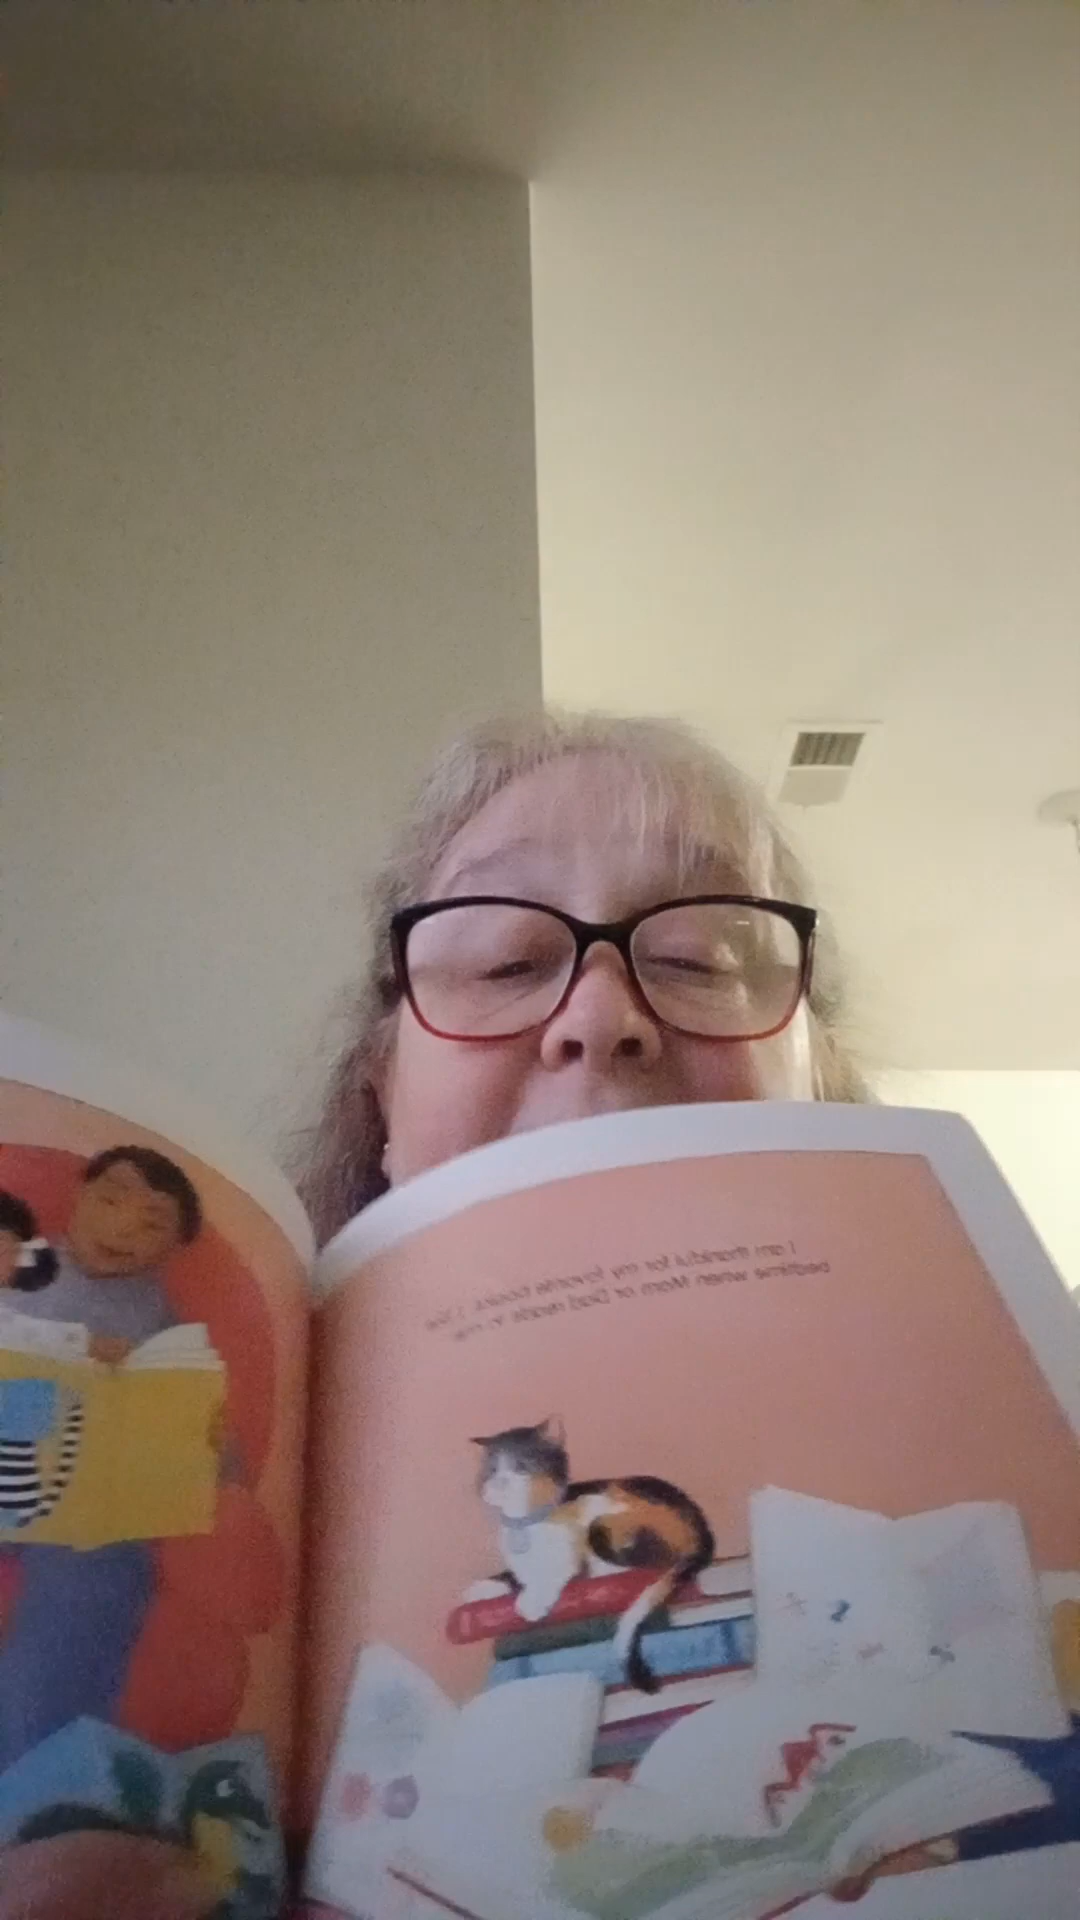 I am thankful for my favorite books. I like
bedtime when Mom or Dad reads to me.